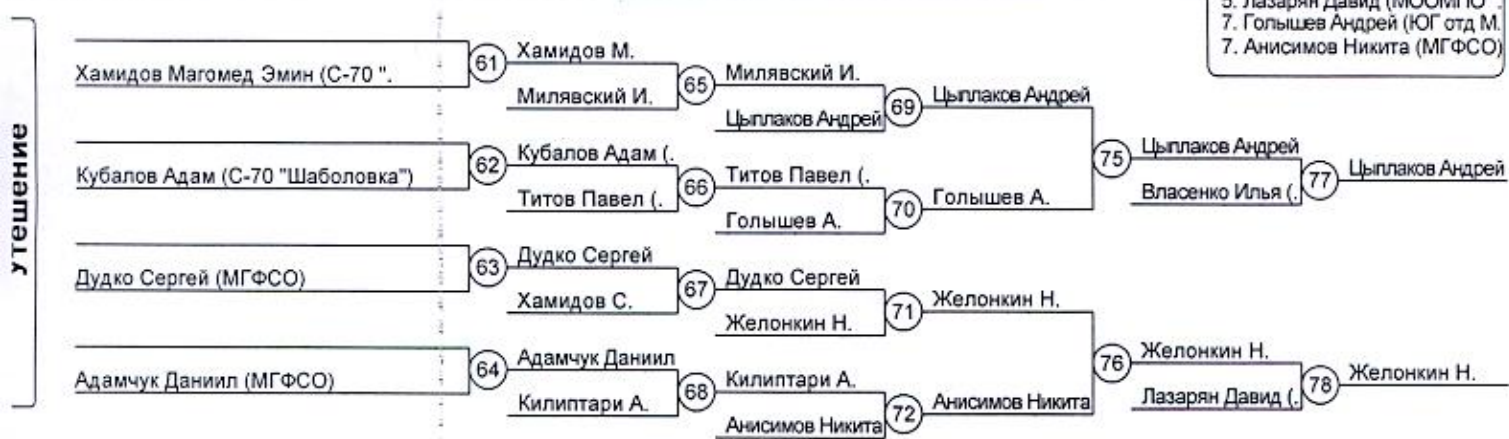 утешение
5. Лазарян Давид (МООМПО ".
7. Голышев Андрей (ЮГ отд М.
7. Анисимов Никита (МГФСО)
Хамидов Магомед Эмин (С-70 ".
61
Хамидов М.
Милявский И.
65
Милявский И.
Цыплаков Андрей
69
Цыплаков Андрей
Кубалов Адам (С-70 "Шаболовка")
62
Кубалов Адам (.
Титов Павел (.
66
Титов Павел (.
Голышев А.
70
Голышев А.
75
Цыплаков Андрей
Власенко Илья (.
77
Цыплаков Андрей
Дудко Сергей (МГФСО)
63
Дудко Сергей
Хамидов С.
67
Дудко Сергей
Желонкин Н.
71
Желонкин Н.
Адамчук Даниил (МГФСО)
64
Адамчук Даниил
Килиптари А.
68
Килиптари А.
Анисимов Никита
72
Анисимов Никита
76
Желонкин Н.
Лазарян Давид (.
78
Желонкин Н.